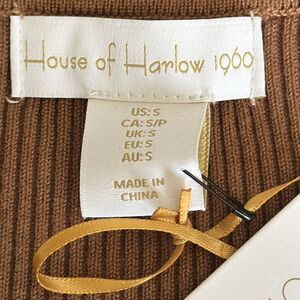 House of Harlow 1960
US: S
CA: S/P
UK: S
EU: S
AU: S
MADE IN
CHINA